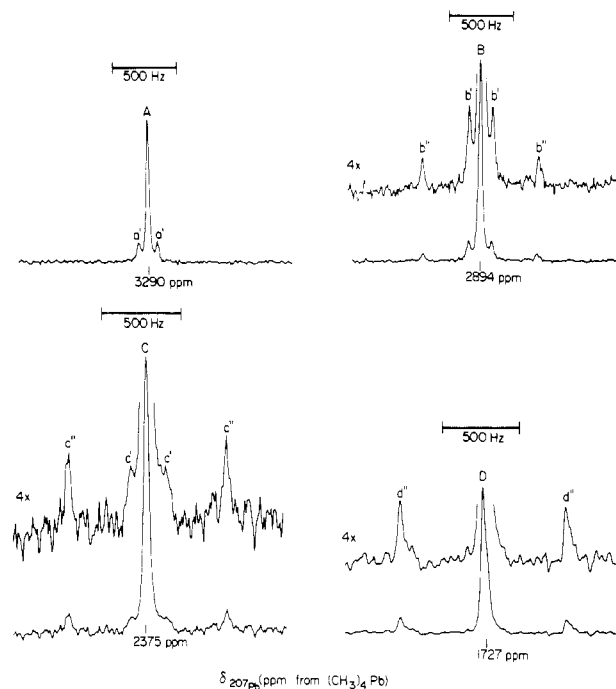 500 Hz
A
a' a'
3290 ppm
500 Hz
B
b' b'
b'' b''
4x
2894 ppm
500 Hz
C
c'' c''
c' c'
4x
2375 ppm
500 Hz
D
d'' d''
4x
1727 ppm
δ 207Pb (ppm from (CH3)4 Pb)